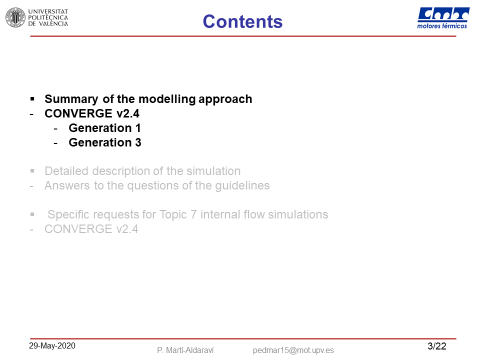 UNIVERSITAT
POLITÈCNICA
DE VALÈNCIA
Contents
CMT
motores térmicos
▪ Summary of the modelling approach
- CONVERGE v2.4
- Generation 1
- Generation 3
▪ Detailed description of the simulation
- Answers to the questions of the guidelines
▪ Specific requests for Topic 7 internal flow simulations
- CONVERGE v2.4
29-May-2020
P. Martí-Aldaraví
pedmar15@mot.upv.es
3/22